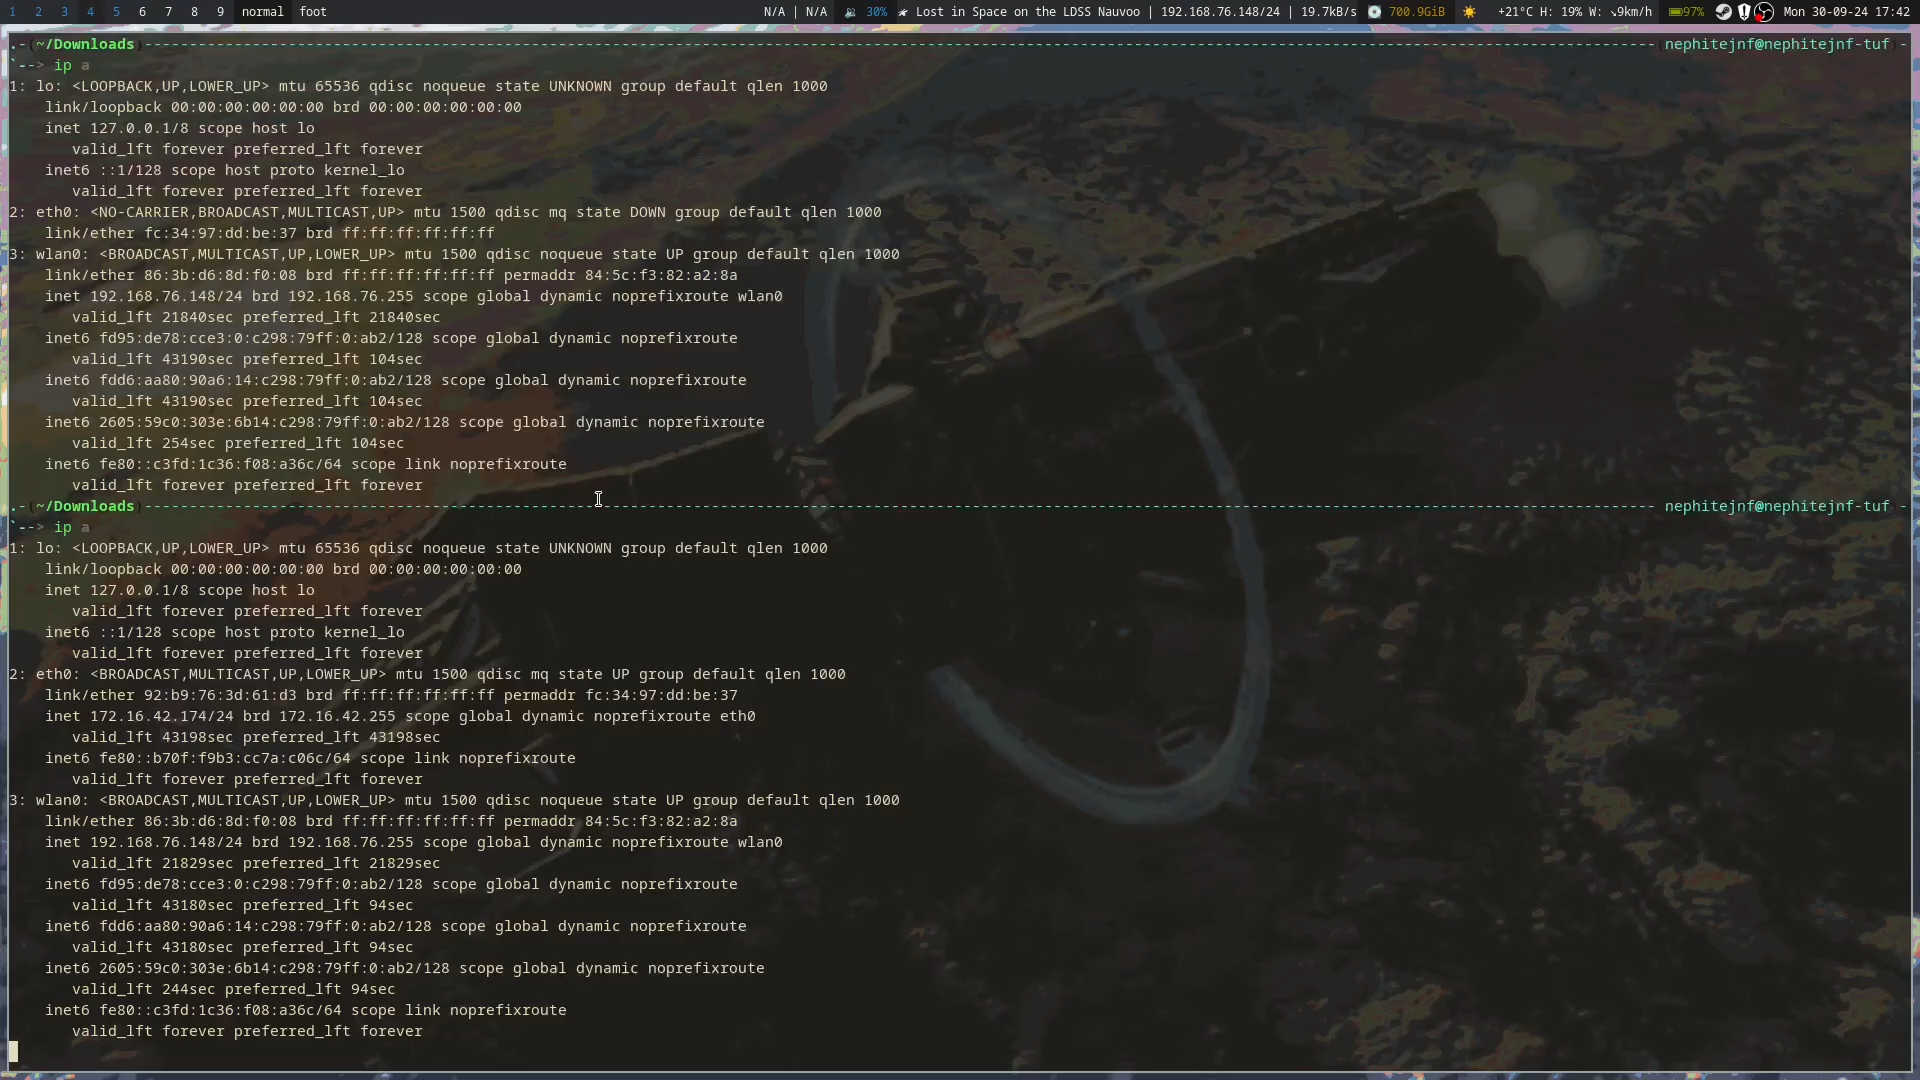 1 2 3 4 5 6 7 8 9 normal foot N/A | N/A 30% Lost in Space on the LDSS Nauvoo | 192.168.76.148/24 | 19.7kB/s 700.9GiB +21°C H: 19% W: ↘9km/h 97% Mon 30-09-24 17:42
.-(~/Downloads)--------------------------------------------------------------------------------------------------------------------------------------------------------(nephitejnf@nephitejnf-tuf)-
`--> ip a
1: lo: <LOOPBACK,UP,LOWER_UP> mtu 65536 qdisc noqueue state UNKNOWN group default qlen 1000
    link/loopback 00:00:00:00:00:00 brd 00:00:00:00:00:00
    inet 127.0.0.1/8 scope host lo
       valid_lft forever preferred_lft forever
    inet6 ::1/128 scope host proto kernel_lo
       valid_lft forever preferred_lft forever
2: eth0: <NO-CARRIER,BROADCAST,MULTICAST,UP> mtu 1500 qdisc mq state DOWN group default qlen 1000
    link/ether fc:34:97:dd:be:37 brd ff:ff:ff:ff:ff:ff
3: wlan0: <BROADCAST,MULTICAST,UP,LOWER_UP> mtu 1500 qdisc noqueue state UP group default qlen 1000
    link/ether 86:3b:d6:8d:f0:08 brd ff:ff:ff:ff:ff:ff permaddr 84:5c:f3:82:a2:8a
    inet 192.168.76.148/24 brd 192.168.76.255 scope global dynamic noprefixroute wlan0
       valid_lft 21840sec preferred_lft 21840sec
    inet6 fd95:de78:cce3:0:c298:79ff:0:ab2/128 scope global dynamic noprefixroute
       valid_lft 43190sec preferred_lft 104sec
    inet6 fdd6:aa80:90a6:14:c298:79ff:0:ab2/128 scope global dynamic noprefixroute
       valid_lft 43190sec preferred_lft 104sec
    inet6 2605:59c0:303e:6b14:c298:79ff:0:ab2/128 scope global dynamic noprefixroute
       valid_lft 254sec preferred_lft 104sec
    inet6 fe80::c3fd:1c36:f08:a36c/64 scope link noprefixroute
       valid_lft forever preferred_lft forever
.-(~/Downloads)--------------------------------------------------------------------------------------------------------------------------------------------------------(nephitejnf@nephitejnf-tuf)-
`--> ip a
1: lo: <LOOPBACK,UP,LOWER_UP> mtu 65536 qdisc noqueue state UNKNOWN group default qlen 1000
    link/loopback 00:00:00:00:00:00 brd 00:00:00:00:00:00
    inet 127.0.0.1/8 scope host lo
       valid_lft forever preferred_lft forever
    inet6 ::1/128 scope host proto kernel_lo
       valid_lft forever preferred_lft forever
2: eth0: <BROADCAST,MULTICAST,UP,LOWER_UP> mtu 1500 qdisc mq state UP group default qlen 1000
    link/ether 92:b9:76:3d:61:d3 brd ff:ff:ff:ff:ff:ff permaddr fc:34:97:dd:be:37
    inet 172.16.42.174/24 brd 172.16.42.255 scope global dynamic noprefixroute eth0
       valid_lft 43198sec preferred_lft 43198sec
    inet6 fe80::b70f:f9b3:cc7a:c06c/64 scope link noprefixroute
       valid_lft forever preferred_lft forever
3: wlan0: <BROADCAST,MULTICAST,UP,LOWER_UP> mtu 1500 qdisc noqueue state UP group default qlen 1000
    link/ether 86:3b:d6:8d:f0:08 brd ff:ff:ff:ff:ff:ff permaddr 84:5c:f3:82:a2:8a
    inet 192.168.76.148/24 brd 192.168.76.255 scope global dynamic noprefixroute wlan0
       valid_lft 21829sec preferred_lft 21829sec
    inet6 fd95:de78:cce3:0:c298:79ff:0:ab2/128 scope global dynamic noprefixroute
       valid_lft 43180sec preferred_lft 94sec
    inet6 fdd6:aa80:90a6:14:c298:79ff:0:ab2/128 scope global dynamic noprefixroute
       valid_lft 43180sec preferred_lft 94sec
    inet6 2605:59c0:303e:6b14:c298:79ff:0:ab2/128 scope global dynamic noprefixroute
       valid_lft 244sec preferred_lft 94sec
    inet6 fe80::c3fd:1c36:f08:a36c/64 scope link noprefixroute
       valid_lft forever preferred_lft forever